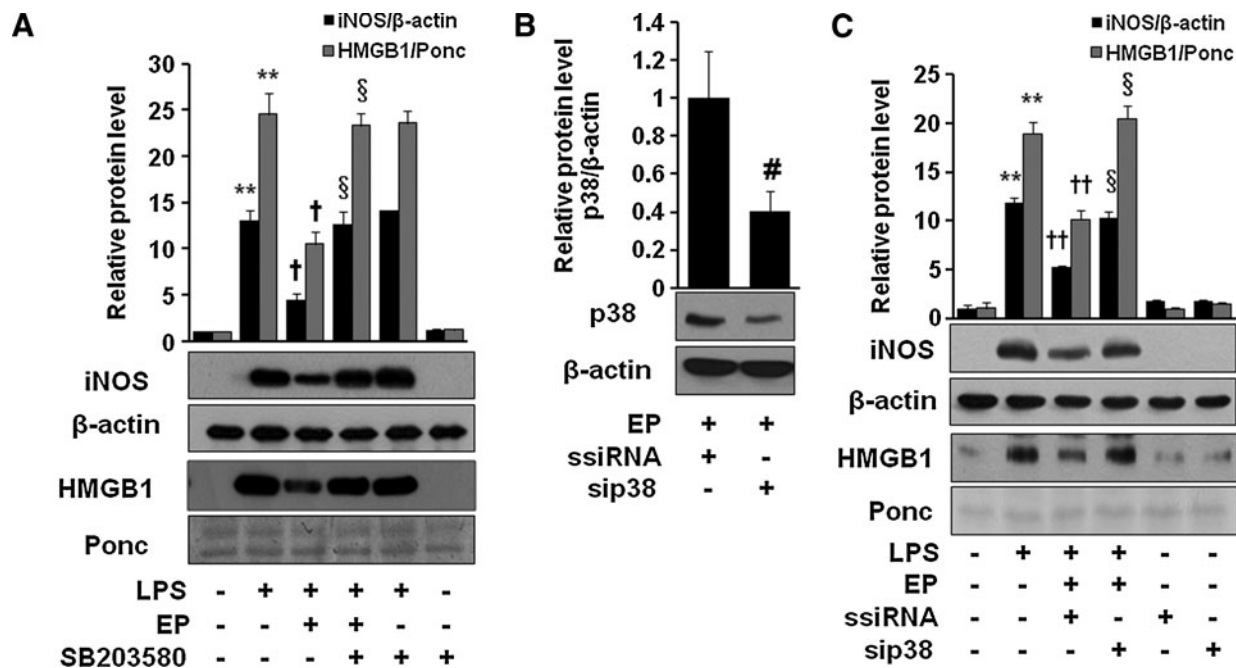 A
iNOS/β-actin
HMGB1/Ponc
Relative protein level
30
25
20
15
10
5
0
**
**
†
†
§
§
iNOS
β-actin
HMGB1
Ponc
LPS - + + + + -
EP - - + + - -
SB203580 - - - + + +
B
Relative protein level
p38/β-actin
1.4
1.2
1
0.8
0.6
0.4
0.2
0
#
p38
β-actin
EP + +
ssiRNA + -
sip38 - +
C
iNOS/β-actin
HMGB1/Ponc
Relative protein level
25
20
15
10
5
0
**
**
††
††
§
§
iNOS
β-actin
HMGB1
Ponc
LPS - + + + - -
EP - - + + - -
ssiRNA - - + - + -
sip38 - - - + - +